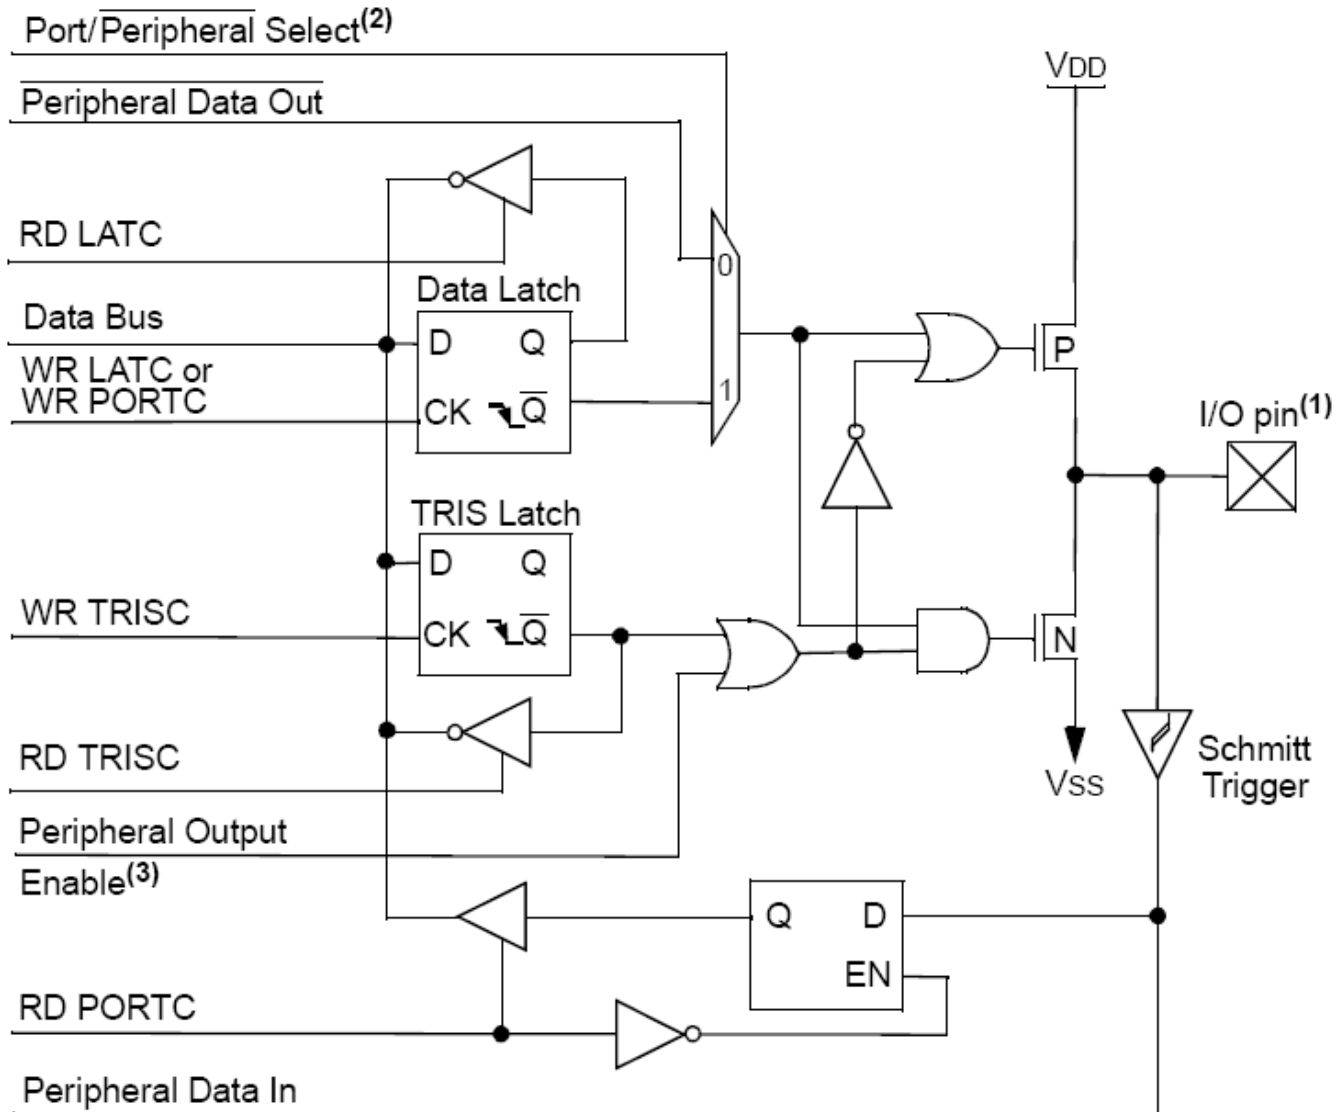 Port/Peripheral Select(2)
VDD
Peripheral Data Out
RD LATC
0
Data Latch
Data Bus
D Q
P
WR LATC or
WR PORTC
1
CK Q
I/O pin(1)
TRIS Latch
D Q
WR TRISC
CK Q
N
RD TRISC
Schmitt
Trigger
VSS
Peripheral Output
Enable(3)
Q D
EN
RD PORTC
Peripheral Data In